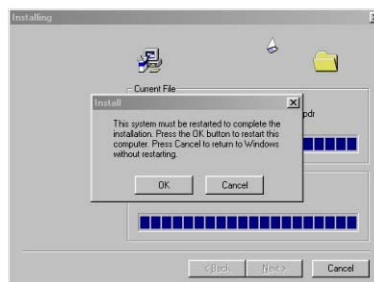 Installing
Current File
Install
This system must be restarted to complete the
installation. Press the OK button to restart this
computer. Press Cancel to return to Windows
without restarting.
pdr
OK
Cancel
< Back
Next >
Cancel